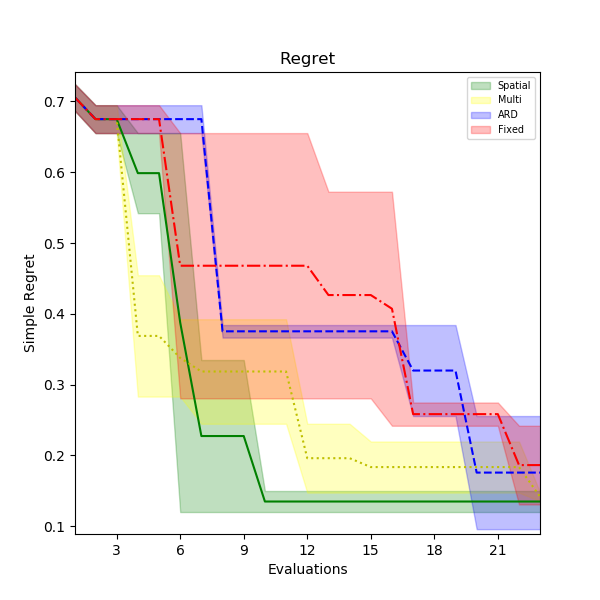 Regret
Spatial
Multi
ARD
Fixed
0.7
0.6
0.5
0.4
0.3
0.2
0.1
Simple Regret
3 6 9 12 15 18 21
Evaluations